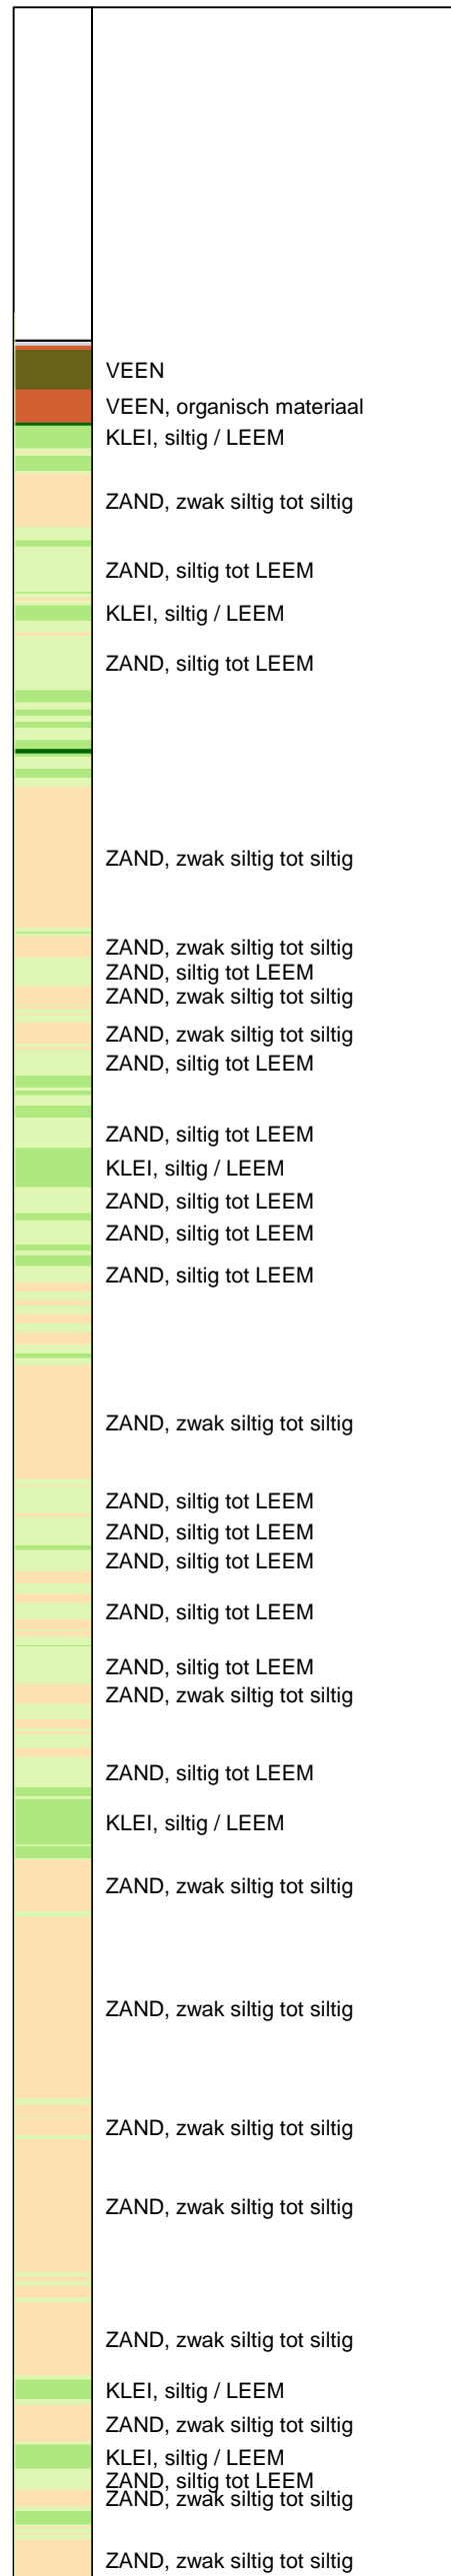 VEEN
VEEN, organisch materiaal
KLEI, siltig / LEEM
ZAND, zwak siltig tot siltig
ZAND, siltig tot LEEM
KLEI, siltig / LEEM
ZAND, siltig tot LEEM
ZAND, zwak siltig tot siltig
ZAND, zwak siltig tot siltig
ZAND, siltig tot LEEM
ZAND, zwak siltig tot siltig
ZAND, zwak siltig tot siltig
ZAND, siltig tot LEEM
ZAND, siltig tot LEEM
KLEI, siltig / LEEM
ZAND, siltig tot LEEM
ZAND, siltig tot LEEM
ZAND, siltig tot LEEM
ZAND, zwak siltig tot siltig
ZAND, siltig tot LEEM
ZAND, siltig tot LEEM
ZAND, siltig tot LEEM
ZAND, siltig tot LEEM
ZAND, siltig tot LEEM
ZAND, zwak siltig tot siltig
ZAND, siltig tot LEEM
KLEI, siltig / LEEM
ZAND, zwak siltig tot siltig
ZAND, zwak siltig tot siltig
ZAND, zwak siltig tot siltig
ZAND, zwak siltig tot siltig
ZAND, zwak siltig tot siltig
KLEI, siltig / LEEM
ZAND, zwak siltig tot siltig
KLEI, siltig / LEEM
ZAND, siltig tot LEEM
ZAND, zwak siltig tot siltig
ZAND, zwak siltig tot siltig